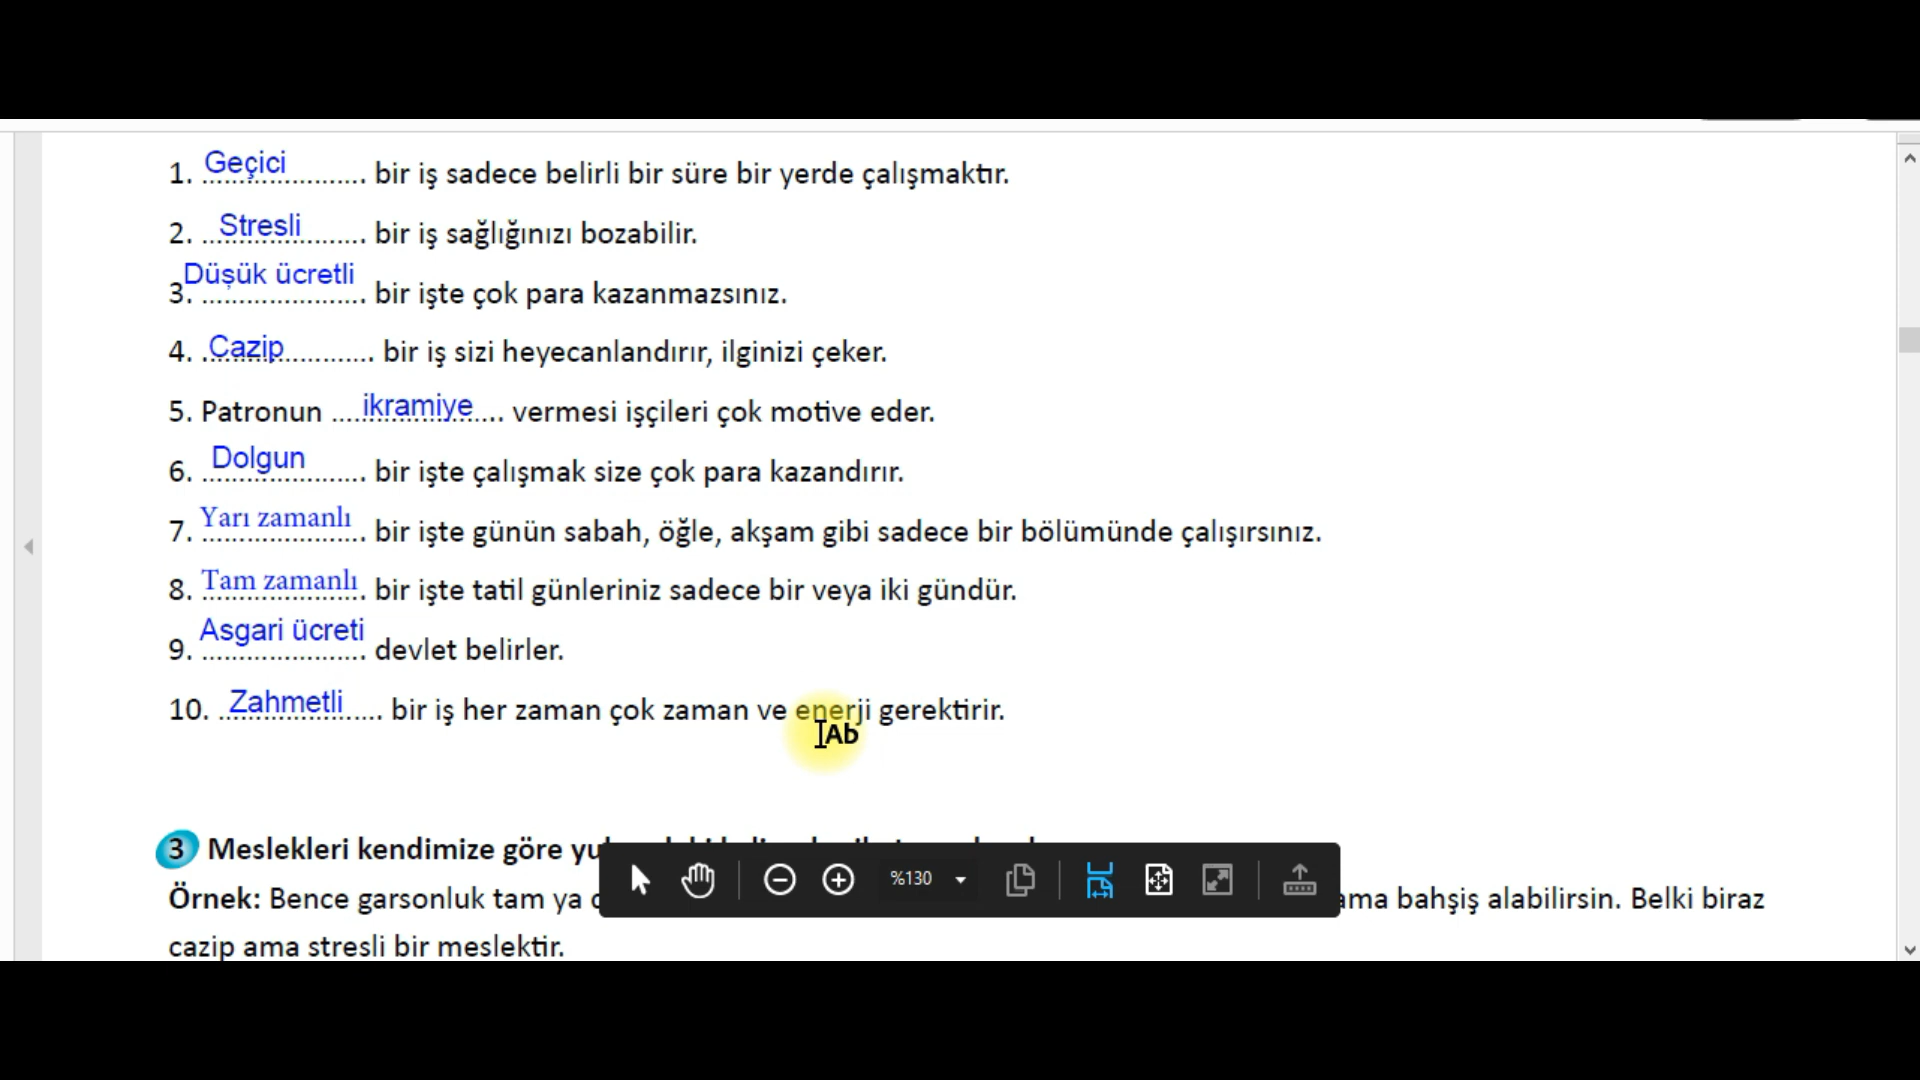 1. Geçici bir iş sadece belirli bir süre bir yerde çalışmaktır.
2. Stresli bir iş sağlığınızı bozabilir.
3. Düşük ücretli bir işte çok para kazanmazsınız.
4. Cazip bir iş sizi heyecanlandırır, ilginizi çeker.
5. Patronun ikramiye vermesi işçileri çok motive eder.
6. Dolgun bir işte çalışmak size çok para kazandırır.
7. Yarı zamanlı bir işte günün sabah, öğle, akşam gibi sadece bir bölümünde çalışırsınız.
8. Tam zamanlı bir işte tatil günleriniz sadece bir veya iki gündür.
9. Asgari ücreti devlet belirler.
10. Zahmetli bir iş her zaman çok zaman ve enerji gerektirir.
Ab
3 Meslekleri kendimize göre
%130
Örnek: Bence garsonluk tam ya ama bahşiş alabilirsin. Belki biraz
cazip ama stresli bir meslektir.